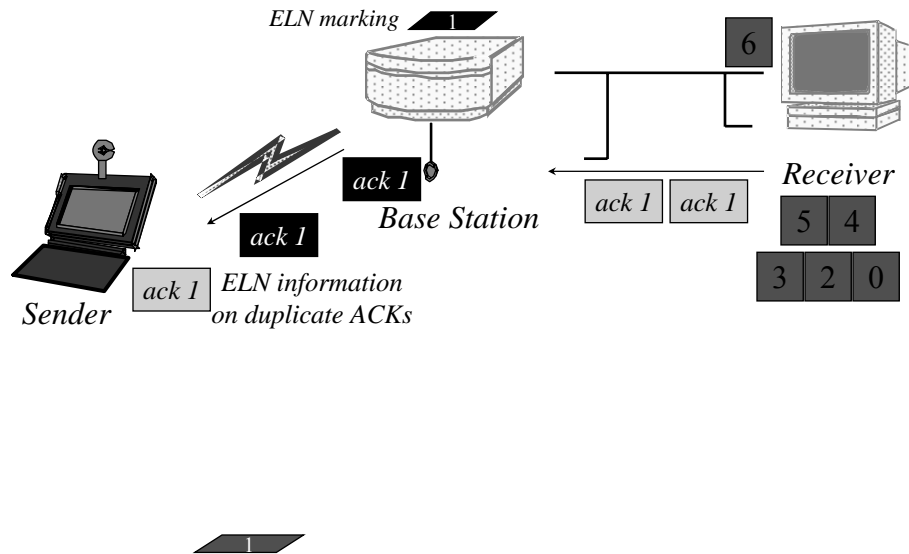 ELN marking
1
6
ack 1
Base Station
ack 1 ack 1
Receiver
5 4
3 2 0
ack 1
ack 1
Sender
ELN information
on duplicate ACKs
1